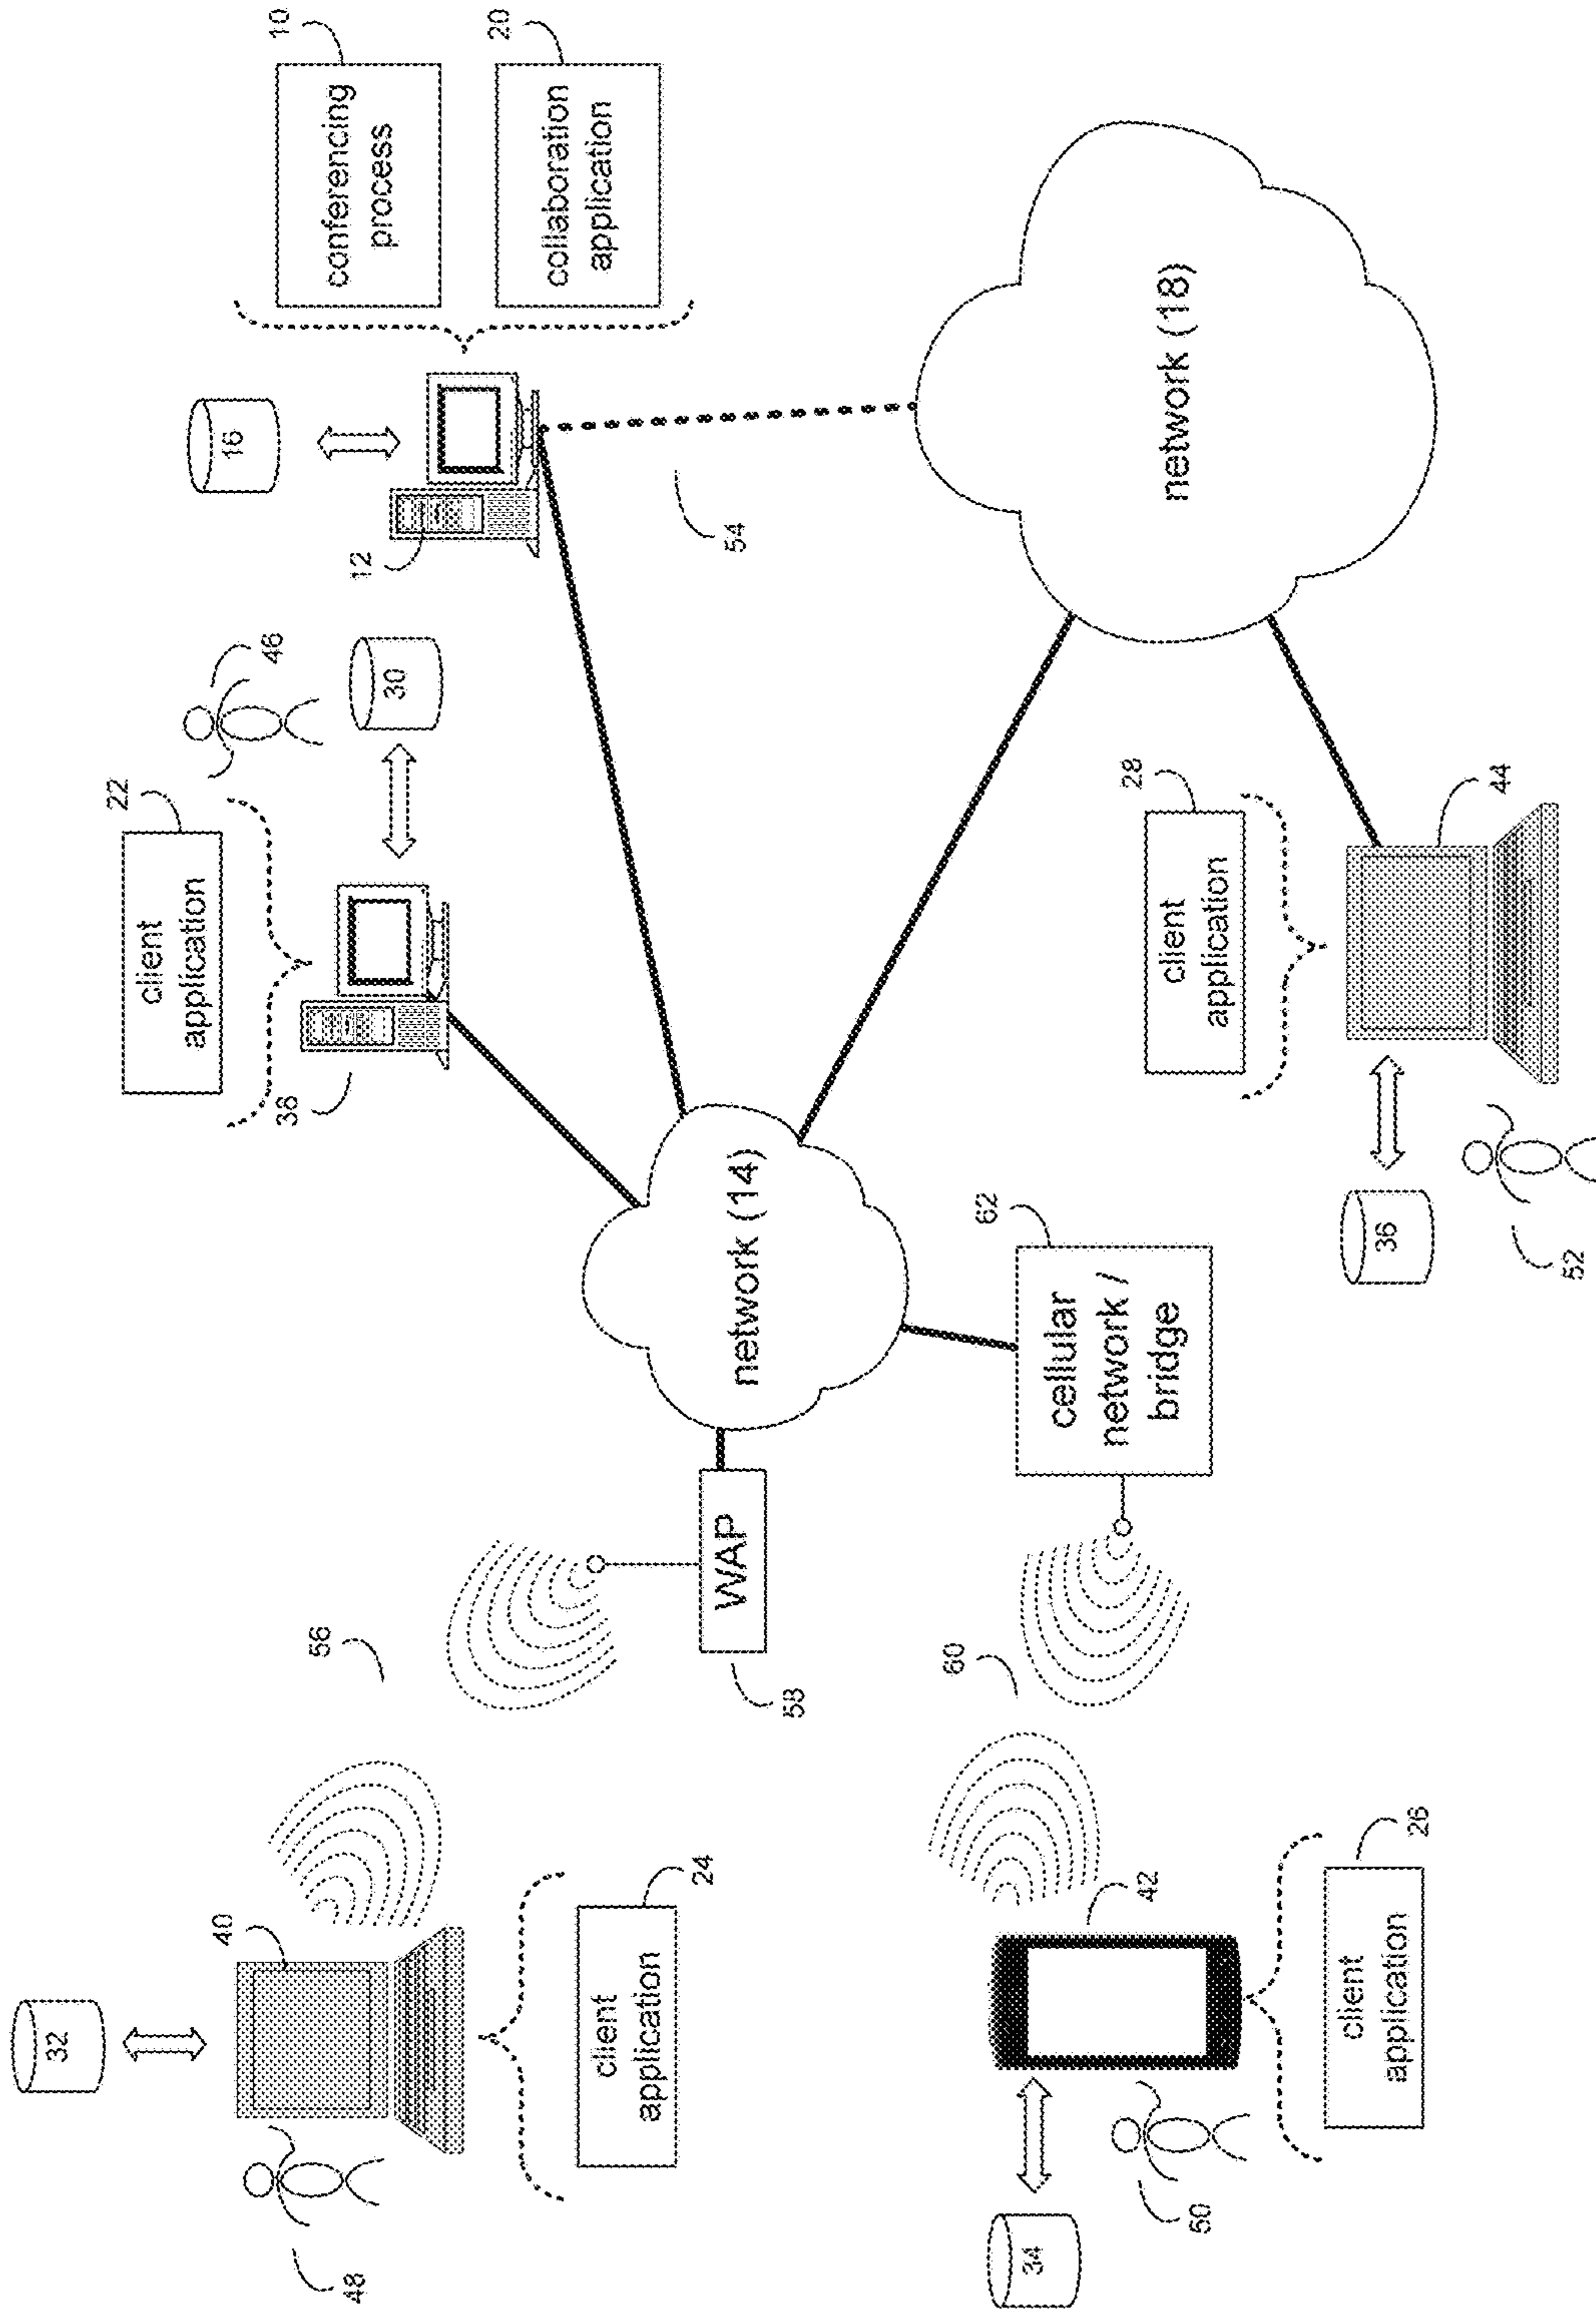 32
22
client
application
40
16
46
10
38
56
conferencing
process
48
12
30
20
collaboration
application
client
application
24
54
WAP
network (14)
58
60
62
34
cellular
network /
bridge
28
42
client
application
network (18)
50
client
application
36
26
44
52